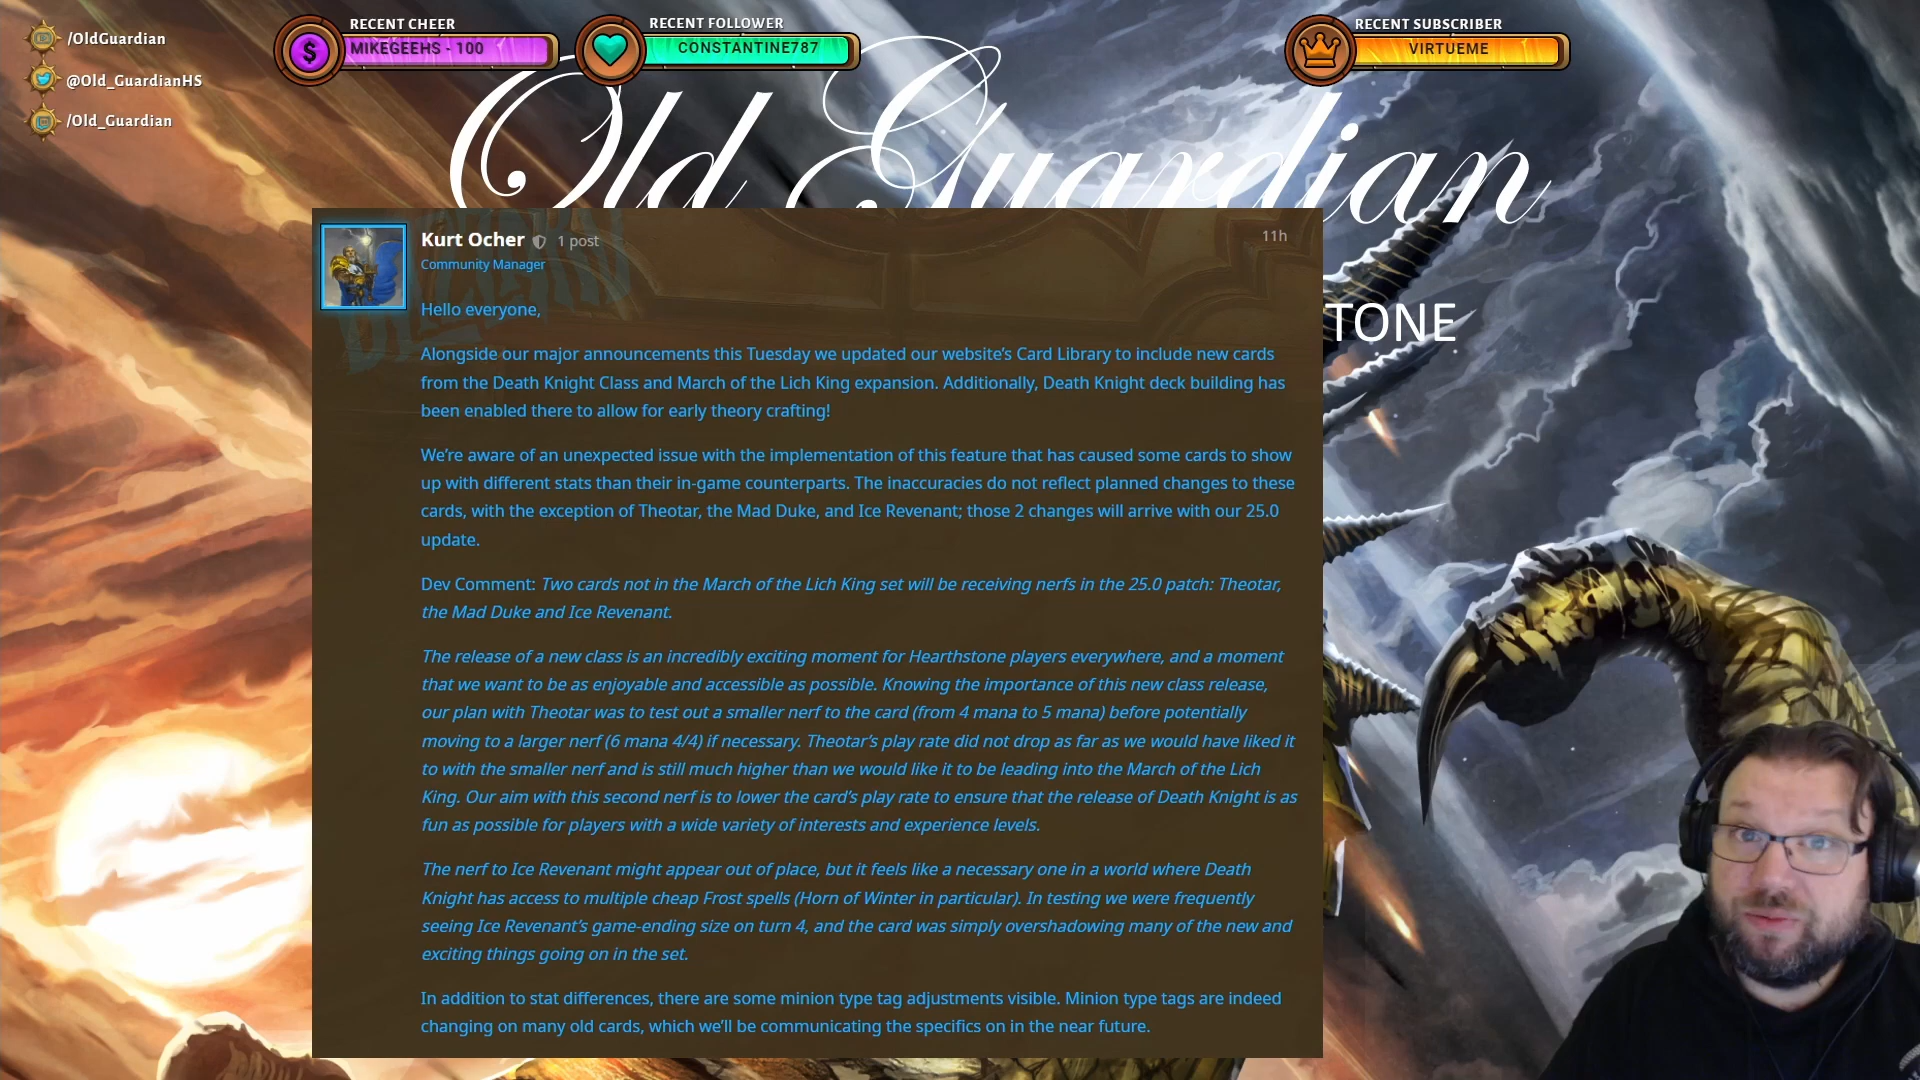 /OldGuardian
@Old_GuardianHS
/Old_Guardian
RECENT CHEER
MIKEGEEHS - 100
RECENT FOLLOWER
CONSTANTINE787
RECENT SUBSCRIBER
VIRTUEME
Old Guardian
TONE
Kurt Ocher 1 post
11h
Community Manager
Hello everyone,
Alongside our major announcements this Tuesday we updated our website’s Card Library to include new cards
from the Death Knight Class and March of the Lich King expansion. Additionally, Death Knight deck building has
been enabled there to allow for early theory crafting!
We’re aware of an unexpected issue with the implementation of this feature that has caused some cards to show
up with different stats than their in-game counterparts. The inaccuracies do not reflect planned changes to these
cards, with the exception of Theotar, the Mad Duke, and Ice Revenant; those 2 changes will arrive with our 25.0
update.
Dev Comment: Two cards not in the March of the Lich King set will be receiving nerfs in the 25.0 patch: Theotar,
the Mad Duke and Ice Revenant.
The release of a new class is an incredibly exciting moment for Hearthstone players everywhere, and a moment
that we want to be as enjoyable and accessible as possible. Knowing the importance of this new class release,
our plan with Theotar was to test out a smaller nerf to the card (from 4 mana to 5 mana) before potentially
moving to a larger nerf (6 mana 4/4) if necessary. Theotar’s play rate did not drop as far as we would have liked it
to with the smaller nerf and is still much higher than we would like it to be leading into the March of the Lich
King. Our aim with this second nerf is to lower the card’s play rate to ensure that the release of Death Knight is as
fun as possible for players with a wide variety of interests and experience levels.
The nerf to Ice Revenant might appear out of place, but it feels like a necessary one in a world where Death
Knight has access to multiple cheap Frost spells (Horn of Winter in particular). In testing we were frequently
seeing Ice Revenant’s game-ending size on turn 4, and the card was simply overshadowing many of the new and
exciting things going on in the set.
In addition to stat differences, there are some minion type tag adjustments visible. Minion type tags are indeed
changing on many old cards, which we’ll be communicating the specifics on in the near future.